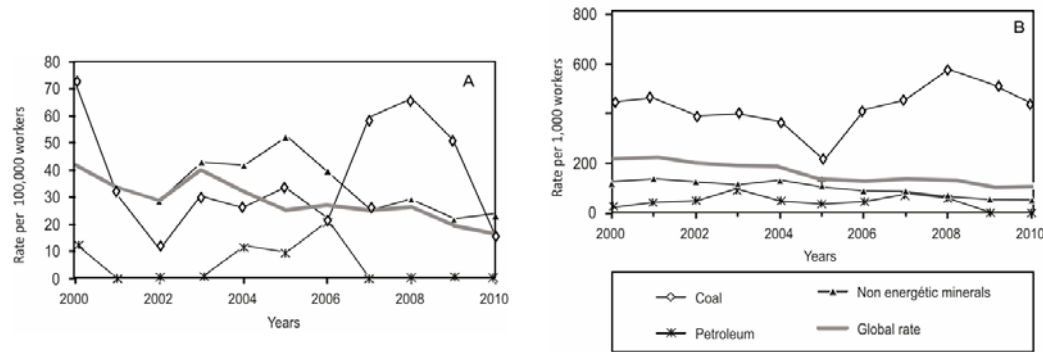 A
Rate per 100,000 workers
80
70
60
50
40
30
20
10
0
2000 2002 2004 2006 2008 2010
Years
B
Rate per 1,000 workers
800
600
400
200
0
2000 2002 2004 2006 2008 2010
Years
Coal
Non energétic minerals
Petroleum
Global rate